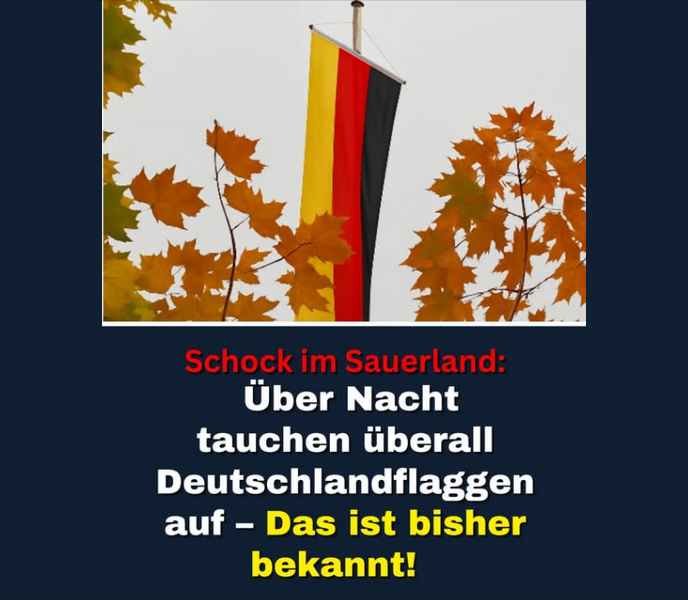 Schock im Sauerland:
Über Nacht
tauchen überall
Deutschlandflaggen
auf – Das ist bisher
bekannt!